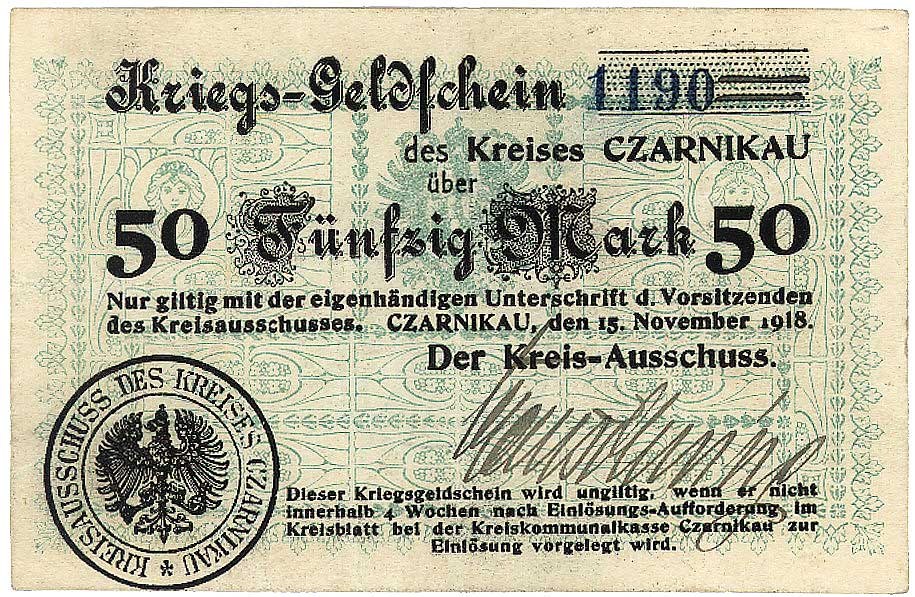 Kriegs-Geldschein 1190
des Kreises CZARNIKAU
über
50 Fünfzig Mark 50
Nur giltig mit der eigenhändigen Unterschrift d. Vorsitzenden
des Kreisausschusses. CZARNIKAU, den 15. November 1918.
Der Kreis-Ausschuss.
Dieser Kriegsgeldschein wird ungiltig, wenn er nicht
innerhalb 4 Wochen nach Einlösungs-Aufforderung im
Kreisblatt bei der Kreiskommunalkasse Czarnikau zur
Einlösung vorgelegt wird.
KREISAUSSCHUSS DES KREISES CZARNIKAU *